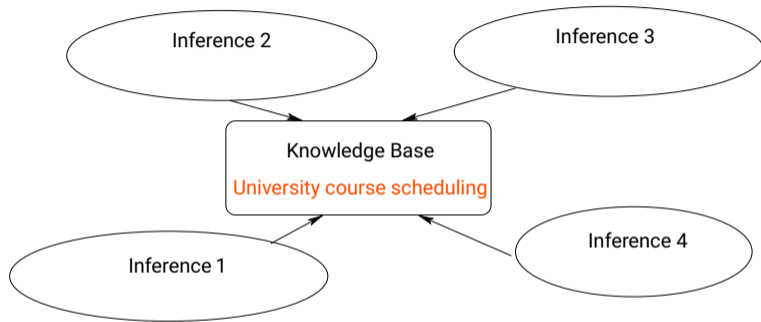 Inference 2
Inference 3
Knowledge Base
University course scheduling
Inference 1
Inference 4